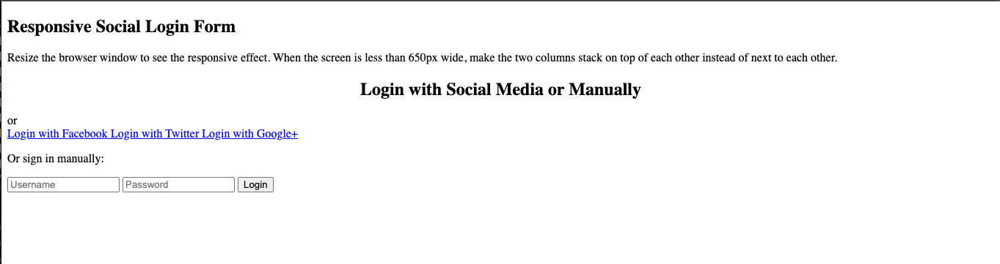 Responsive Social Login Form
Resize the browser window to see the responsive effect. When the screen is less than 650px wide, make the two columns stack on top of each other instead of next to each other.
Login with Social Media or Manually
or
Login with Facebook Login with Twitter Login with Google+
Or sign in manually:
Username Password Login